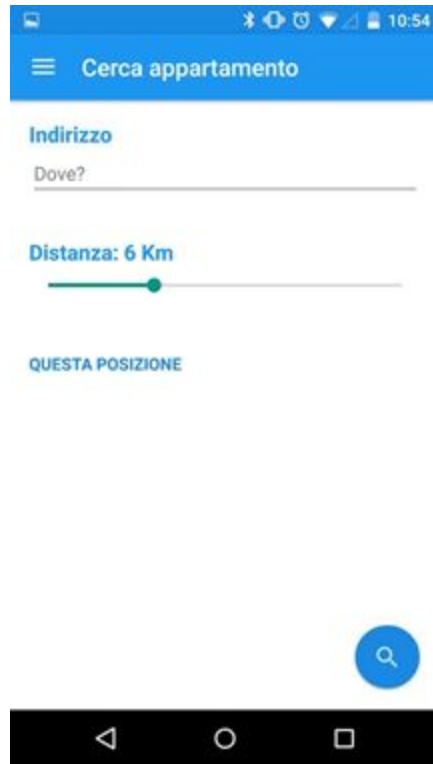 10:54
Cerca appartamento
Indirizzo
Dove?
Distanza: 6 Km
QUESTA POSIZIONE